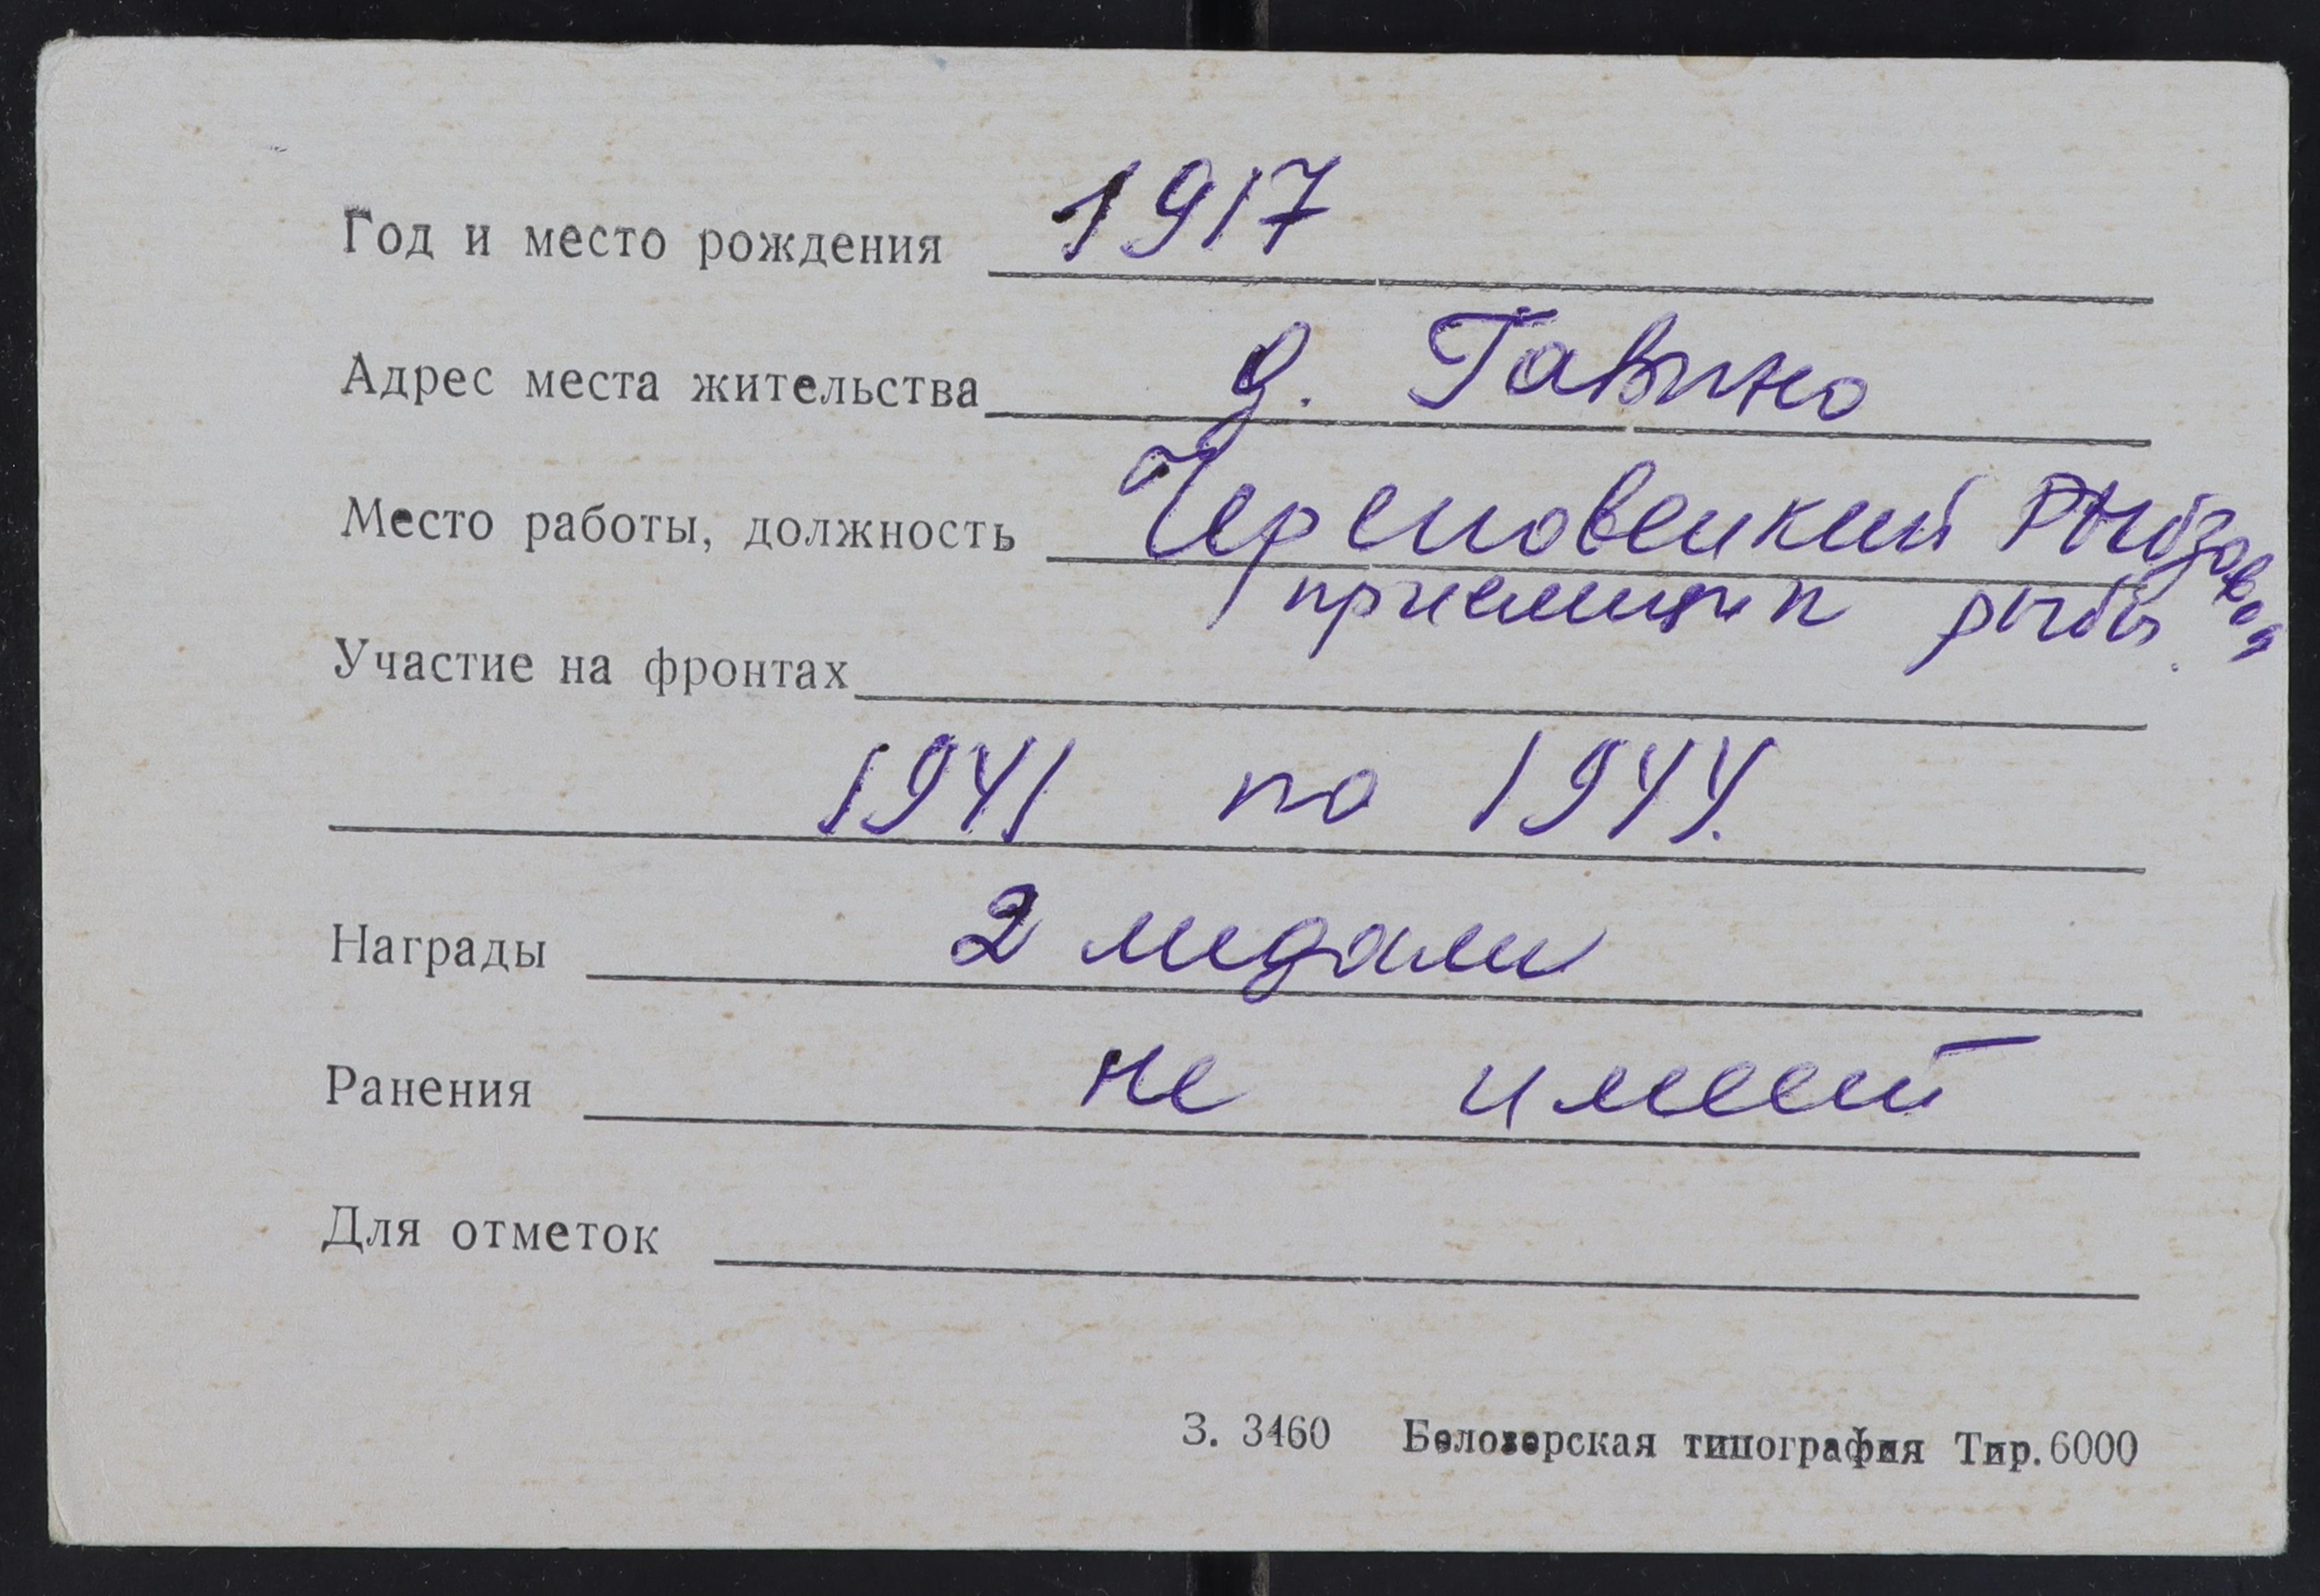 Год и место рождения 1917
Адрес места жительства д. Гавино
Место работы, должность Череповецкий Рыбзавод
приемщик рыбы.
Участие на фронтах
1941 по 1944.
Награды 2 медали
Ранения не имеет
Для отметок
З. 3460 Белозерская типография Тир. 6000